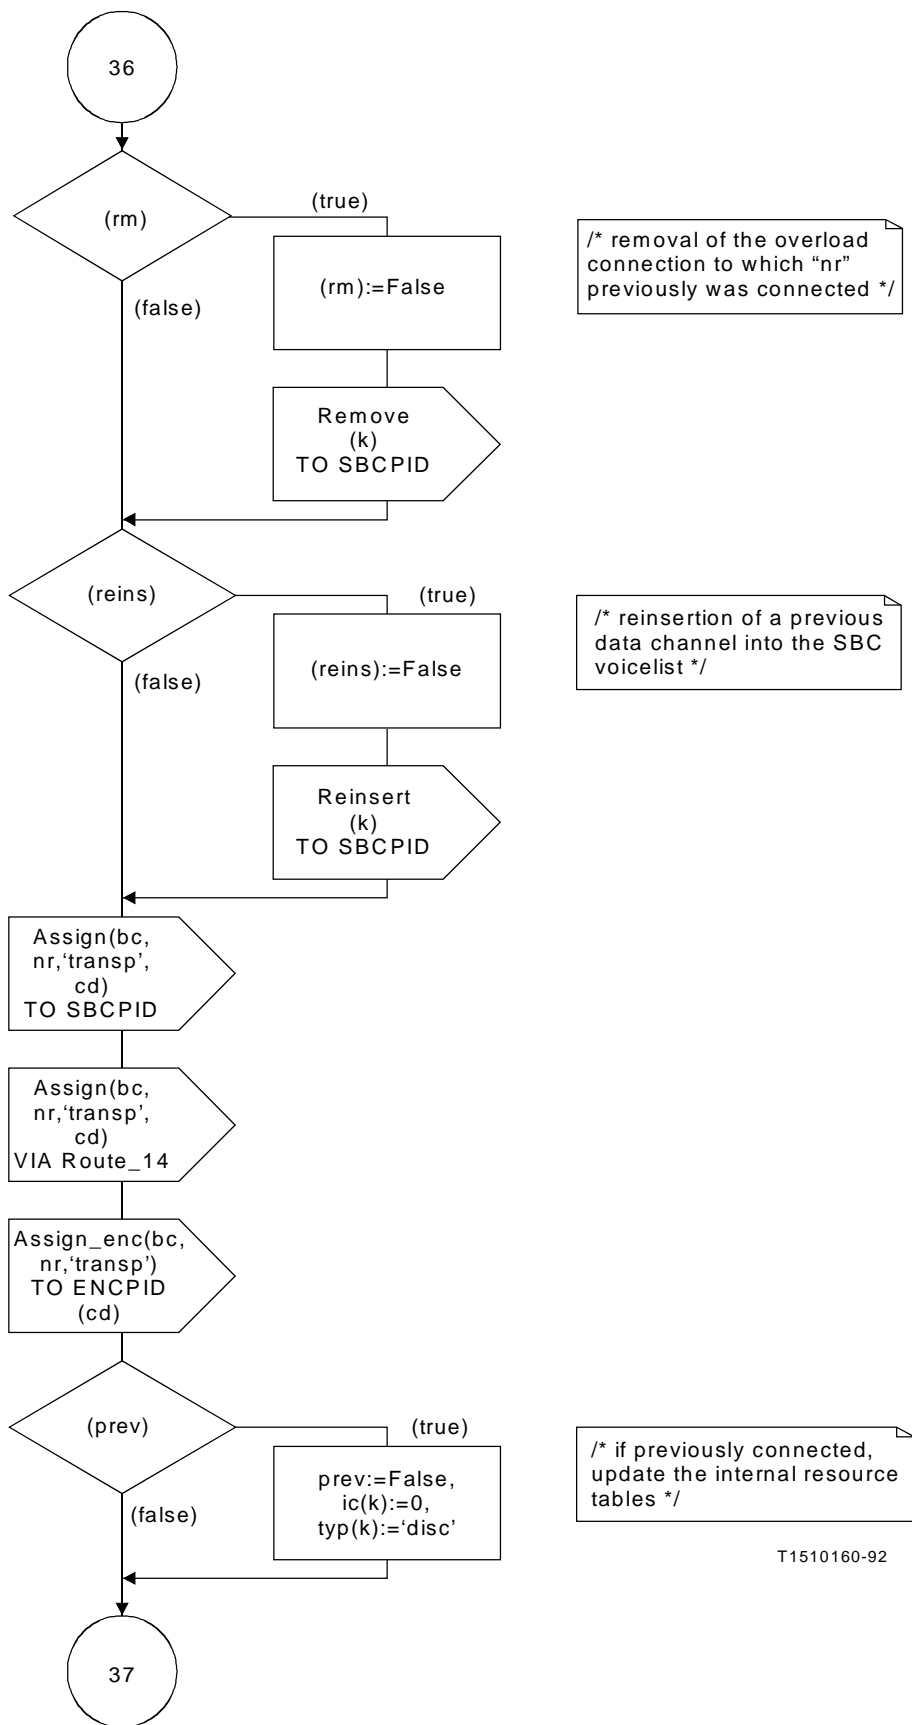 36
(rm)
(true)
(false)
(rm):=False
/* removal of the overload
connection to which “nr”
previously was connected */
Remove
(k)
TO SBCPID
(reins)
(true)
(false)
(reins):=False
/* reinsertion of a previous
data channel into the SBC
voicelist */
Reinsert
(k)
TO SBCPID
Assign(bc,
nr,‘transp’,
cd)
TO SBCPID
Assign(bc,
nr,‘transp’,
cd)
VIA Route_14
Assign_enc(bc,
nr,‘transp’)
TO ENCPID
(cd)
(prev)
(true)
(false)
prev:=False,
ic(k):=0,
typ(k):=‘disc’
/* if previously connected,
update the internal resource
tables */
T1510160-92
37